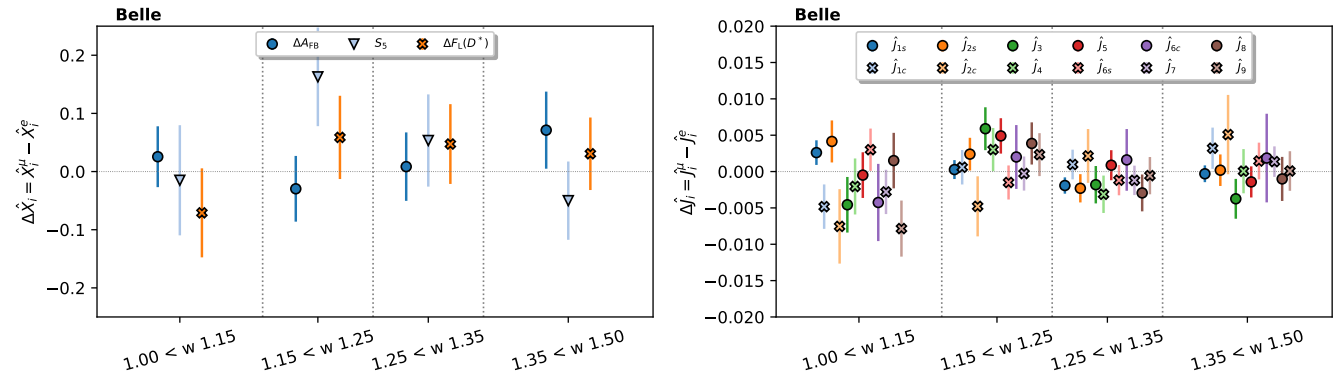 Belle
ΔA_FB S_5 ΔF_L(D*)
0.2
0.1
0.0
−0.1
−0.2
ΔX̂_i = X̂_i^μ − X̂_i^e
1.00 < w 1.15
1.15 < w 1.25
1.25 < w 1.35
1.35 < w 1.50
Belle
Ĵ_1s Ĵ_2s Ĵ_3 Ĵ_5 Ĵ_6c Ĵ_8
Ĵ_1c Ĵ_2c Ĵ_4 Ĵ_6s Ĵ_7 Ĵ_9
0.020
0.015
0.010
0.005
0.000
−0.005
−0.010
−0.015
−0.020
ΔĴ_i = Ĵ_i^μ − Ĵ_i^e
1.00 < w 1.15
1.15 < w 1.25
1.25 < w 1.35
1.35 < w 1.50